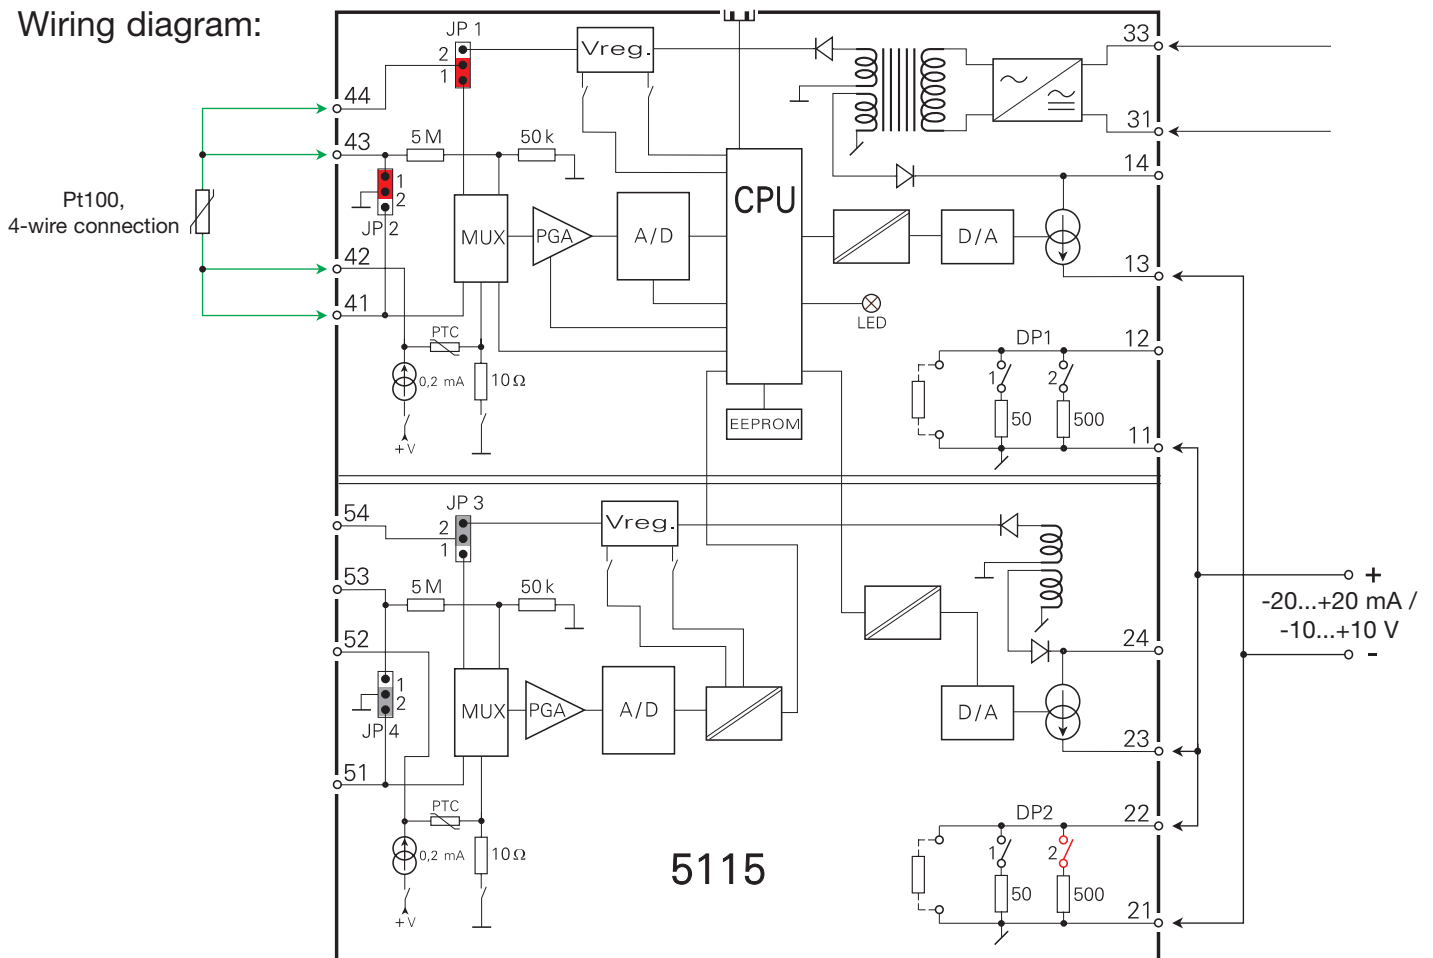 Wiring diagram:
JP 1
2
1
Vreg.
33
44
31
43
5 M
50 k
14
1
2
JP 2
CPU
Pt100,
4-wire connection
MUX
PGA
A/D
D/A
42
13
41
LED
PTC
DP1
12
0,2 mA
10 Ω
1
2
50
500
+V
EEPROM
11
JP 3
54
2
1
Vreg.
53
5 M
50 k
+
-20...+20 mA /
-10...+10 V
-
52
24
1
2
JP 4
MUX
PGA
A/D
D/A
23
51
PTC
DP2
22
0,2 mA
10 Ω
5115
1
2
50
500
+V
21